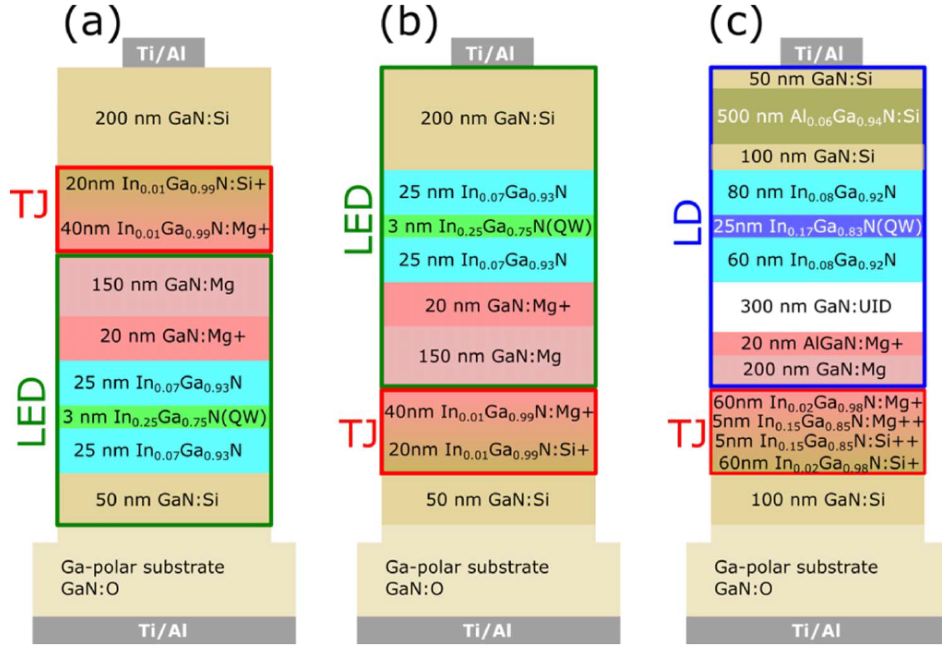 (a)
Ti/Al
200 nm GaN:Si
TJ
20nm In0.01Ga0.99N:Si+
40nm In0.01Ga0.99N:Mg+
LED
150 nm GaN:Mg
20 nm GaN:Mg+
25 nm In0.07Ga0.93N
3 nm In0.25Ga0.75N(QW)
25 nm In0.07Ga0.93N
50 nm GaN:Si
Ga-polar substrate
GaN:O
Ti/Al
(b)
Ti/Al
LED
200 nm GaN:Si
25 nm In0.07Ga0.93N
3 nm In0.25Ga0.75N(QW)
25 nm In0.07Ga0.93N
20 nm GaN:Mg+
150 nm GaN:Mg
TJ
40nm In0.01Ga0.99N:Mg+
20nm In0.01Ga0.99N:Si+
50 nm GaN:Si
Ga-polar substrate
GaN:O
Ti/Al
(c)
Ti/Al
LD
50 nm GaN:Si
500 nm Al0.06Ga0.94N:Si
100 nm GaN:Si
80 nm In0.08Ga0.92N
25nm In0.17Ga0.83N(QW)
60 nm In0.08Ga0.92N
300 nm GaN:UID
20 nm AlGaN:Mg+
200 nm GaN:Mg
TJ
60nm In0.02Ga0.98N:Mg+
5nm In0.15Ga0.85N:Mg++
5nm In0.15Ga0.85N:Si++
60nm In0.02Ga0.98N:Si+
100 nm GaN:Si
Ga-polar substrate
GaN:O
Ti/Al